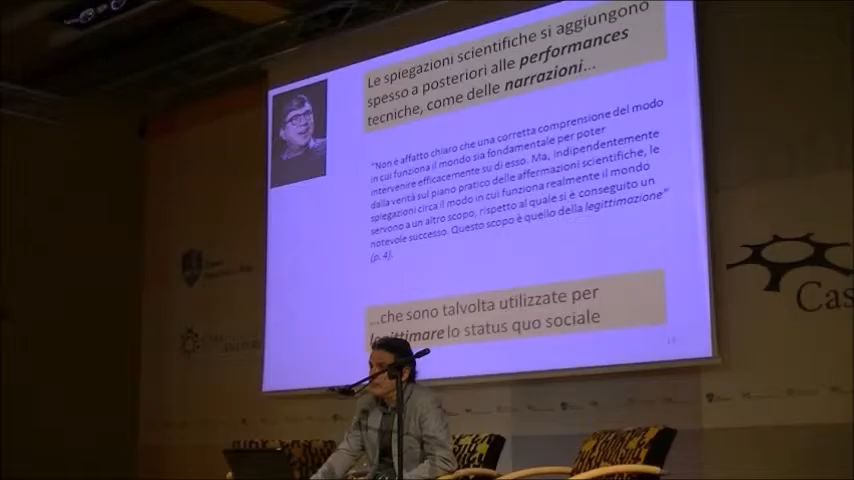 Le spiegazioni scientifiche si aggiungono
spesso a posteriori alle performances
tecniche, come delle narrazioni...
"Non è affatto chiaro che una corretta comprensione del modo
in cui funziona il mondo sia fondamentale per poter
intervenire efficacemente su di esso. Ma, indipendentemente
dalla verità sul piano pratico delle affermazioni scientifiche, le
spiegazioni circa il modo in cui funziona realmente il mondo
servono a un altro scopo, rispetto al quale si è conseguito un
notevole successo. Questo scopo è quello della legittimazione"
(p. 4).
...che sono talvolta utilizzate per
legittimare lo status quo sociale
Cas